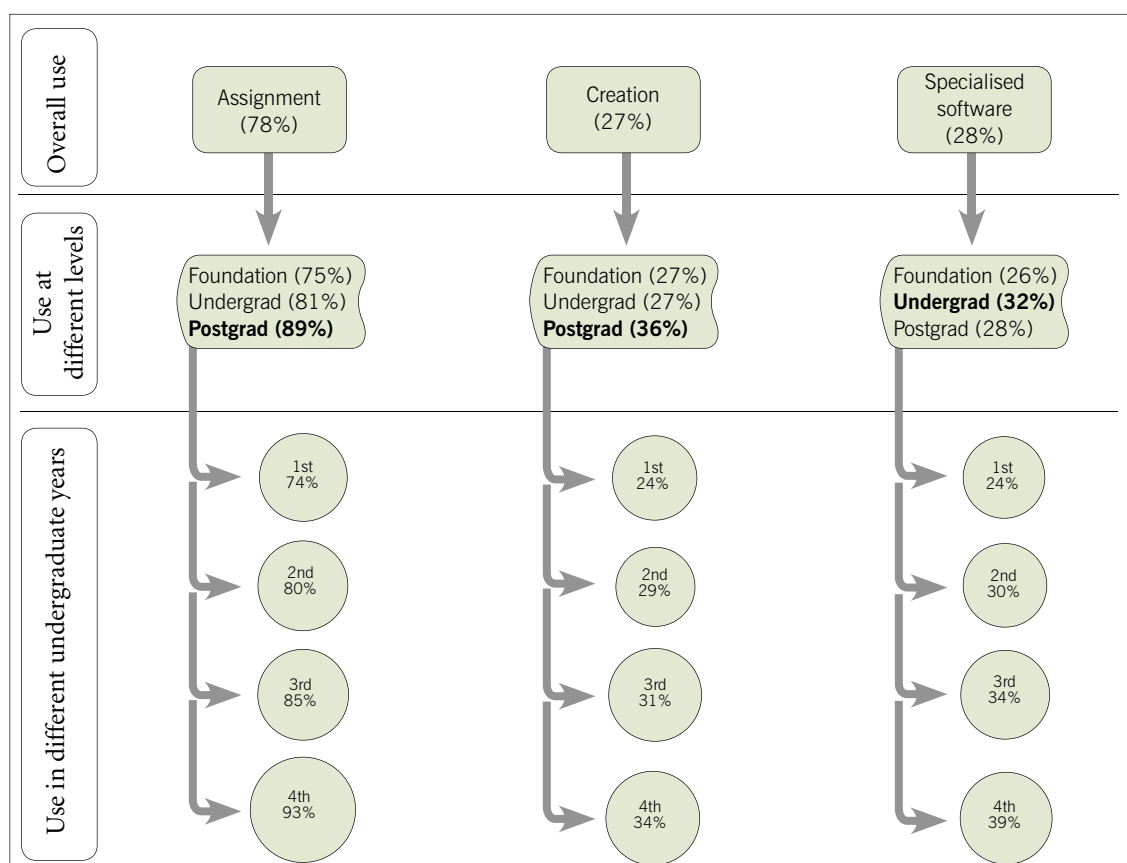 Overall use
Assignment
(78%)
Creation
(27%)
Specialised
software
(28%)
Use at
different levels
Foundation (75%)
Undergrad (81%)
Postgrad (89%)
Foundation (27%)
Undergrad (27%)
Postgrad (36%)
Foundation (26%)
Undergrad (32%)
Postgrad (28%)
Use in different undergraduate years
1st
74%
1st
24%
1st
24%
2nd
80%
2nd
29%
2nd
30%
3rd
85%
3rd
31%
3rd
34%
4th
93%
4th
34%
4th
39%